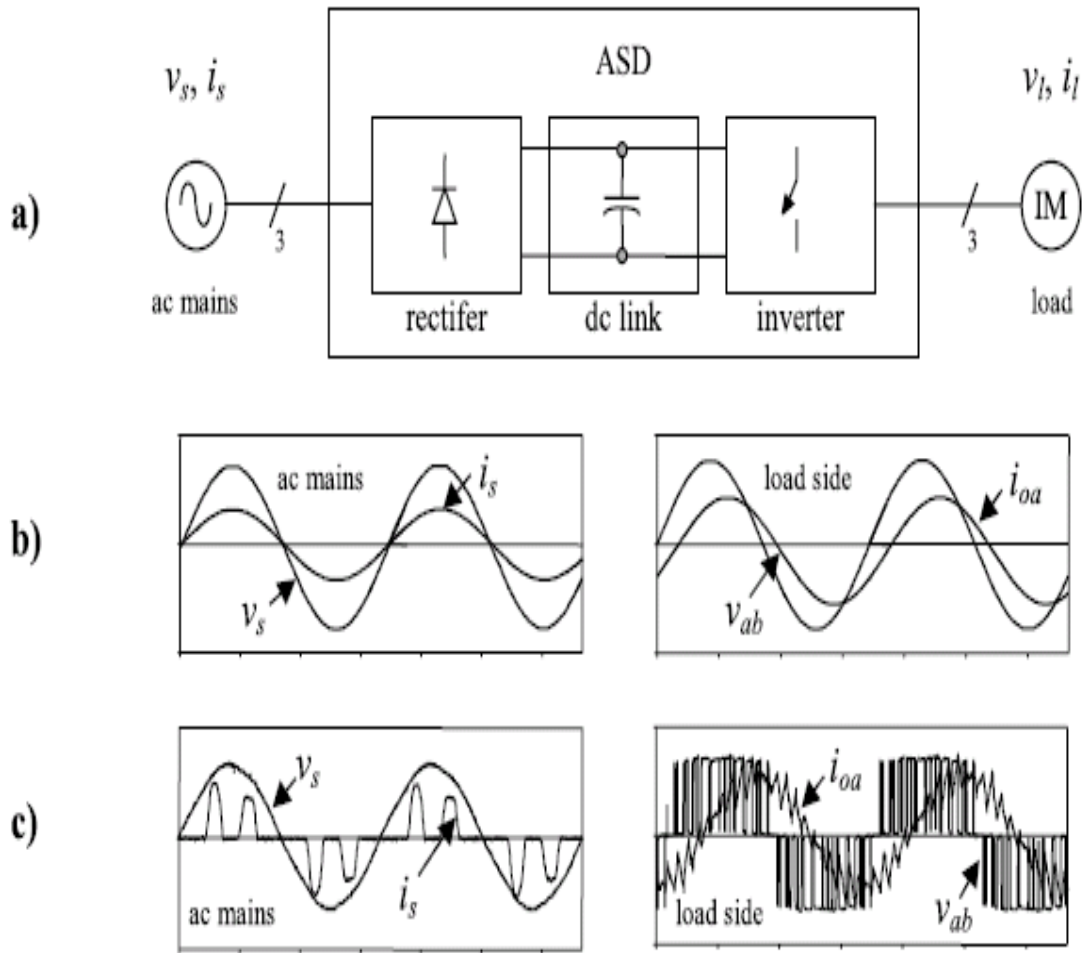 ASD
vs, is
vl, il
a)
3
3
IM
ac mains
rectifer
dc link
inverter
load
b)
ac mains
is
vs
load side
ioa
vab
c)
vs
is
ac mains
ioa
load side
vab